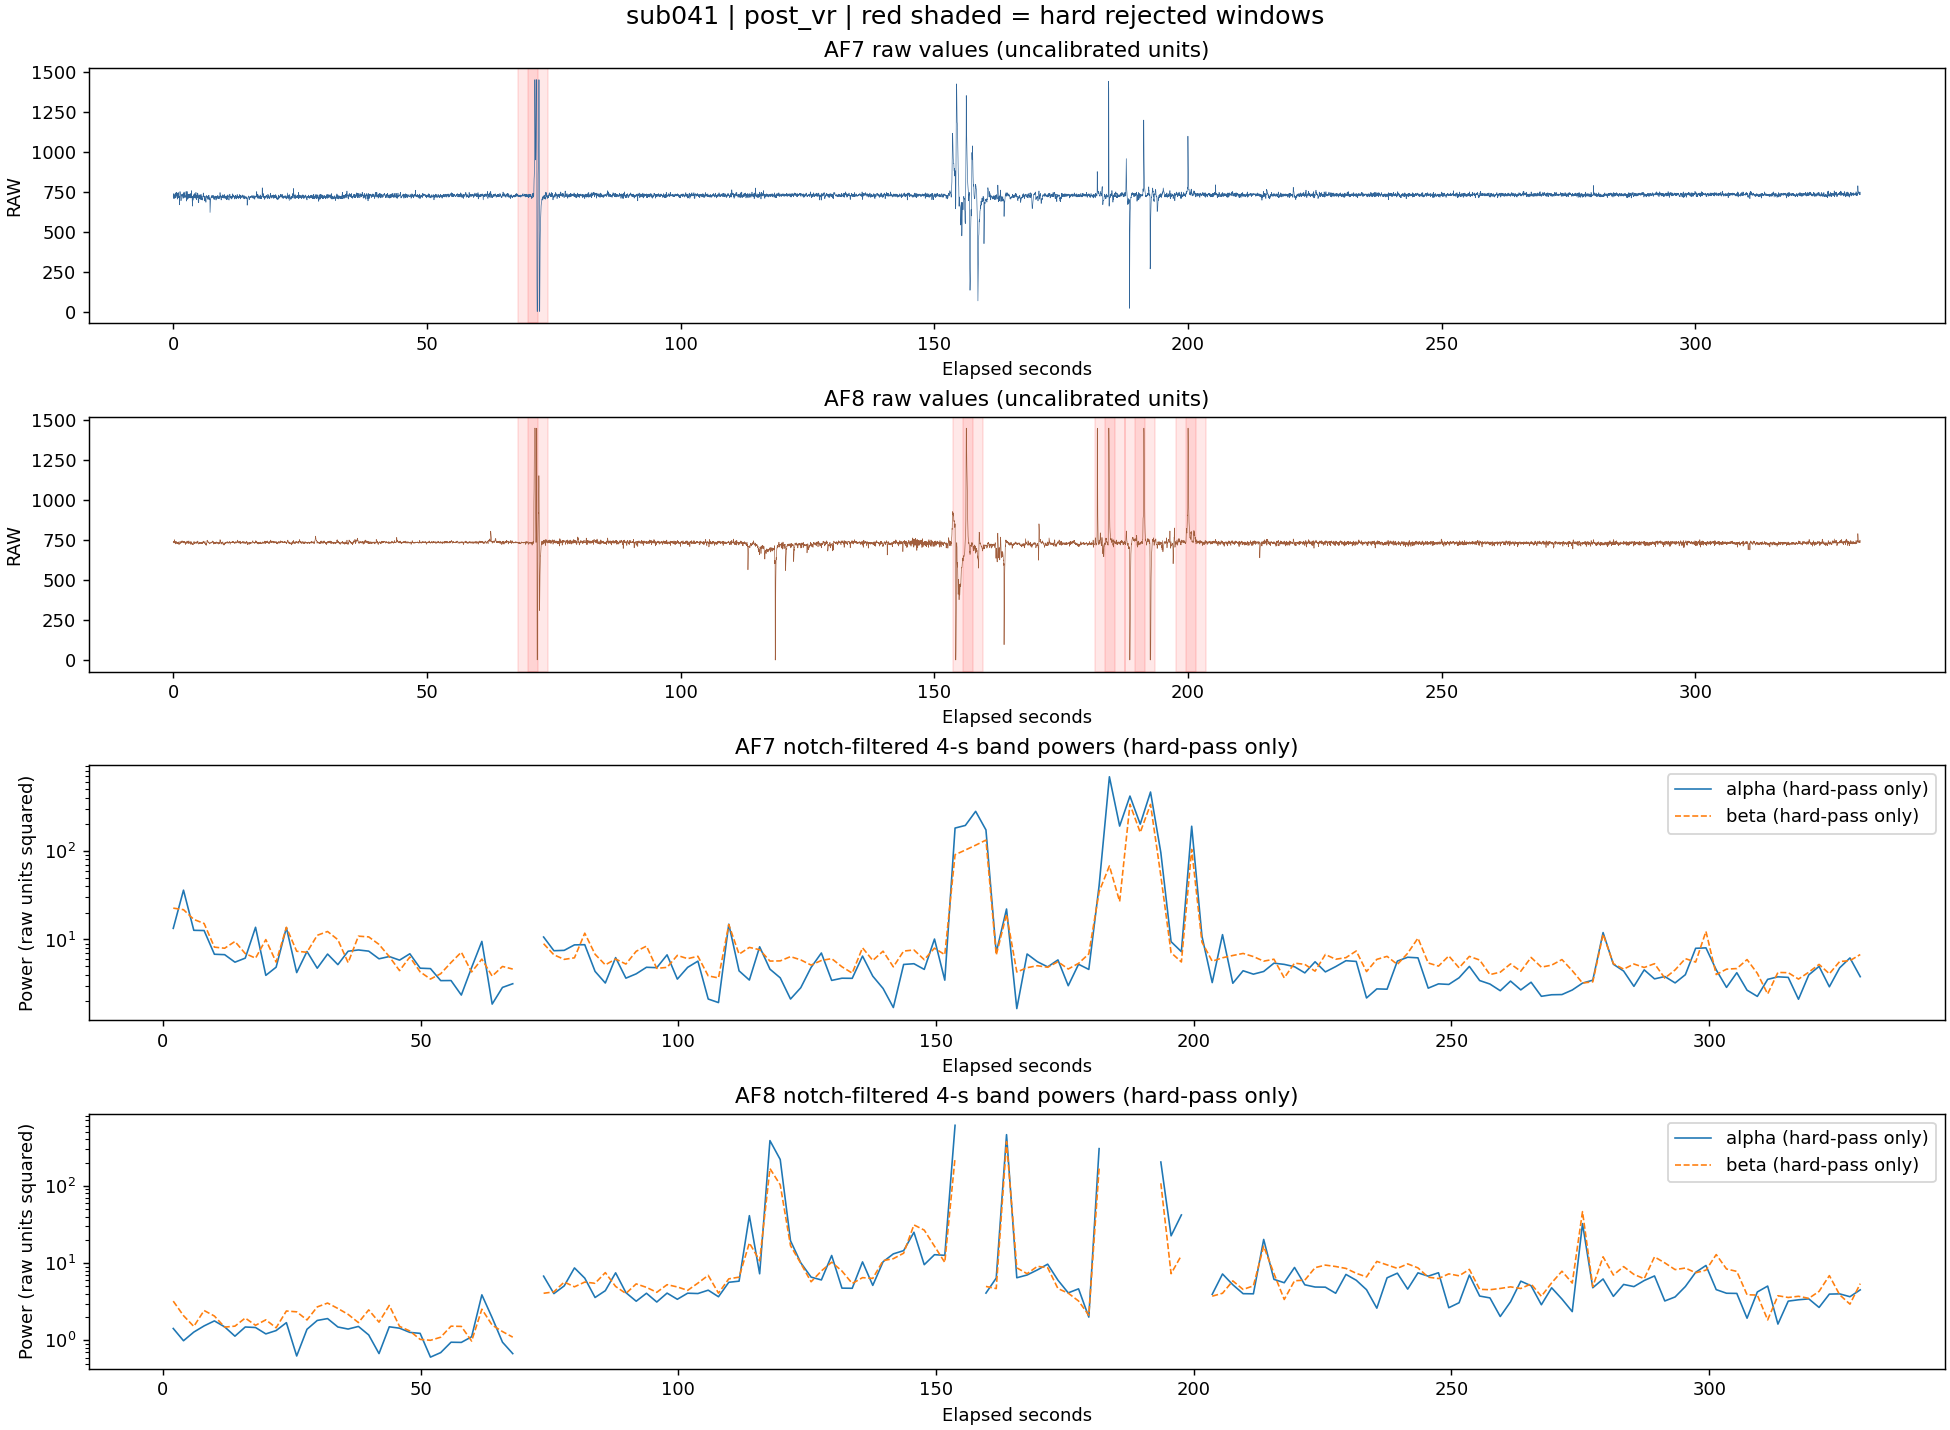 sub041 | post_vr | red shaded = hard rejected windows
AF7 raw values (uncalibrated units)
1500
1250
1000
750
500
250
0
RAW
0 50 100 150 200 250 300
Elapsed seconds
AF8 raw values (uncalibrated units)
1500
1250
1000
750
500
250
0
RAW
0 50 100 150 200 250 300
Elapsed seconds
AF7 notch-filtered 4-s band powers (hard-pass only)
alpha (hard-pass only)
beta (hard-pass only)
10²
10¹
Power (raw units squared)
0 50 100 150 200 250 300
Elapsed seconds
AF8 notch-filtered 4-s band powers (hard-pass only)
alpha (hard-pass only)
beta (hard-pass only)
10²
10¹
10⁰
Power (raw units squared)
0 50 100 150 200 250 300
Elapsed seconds